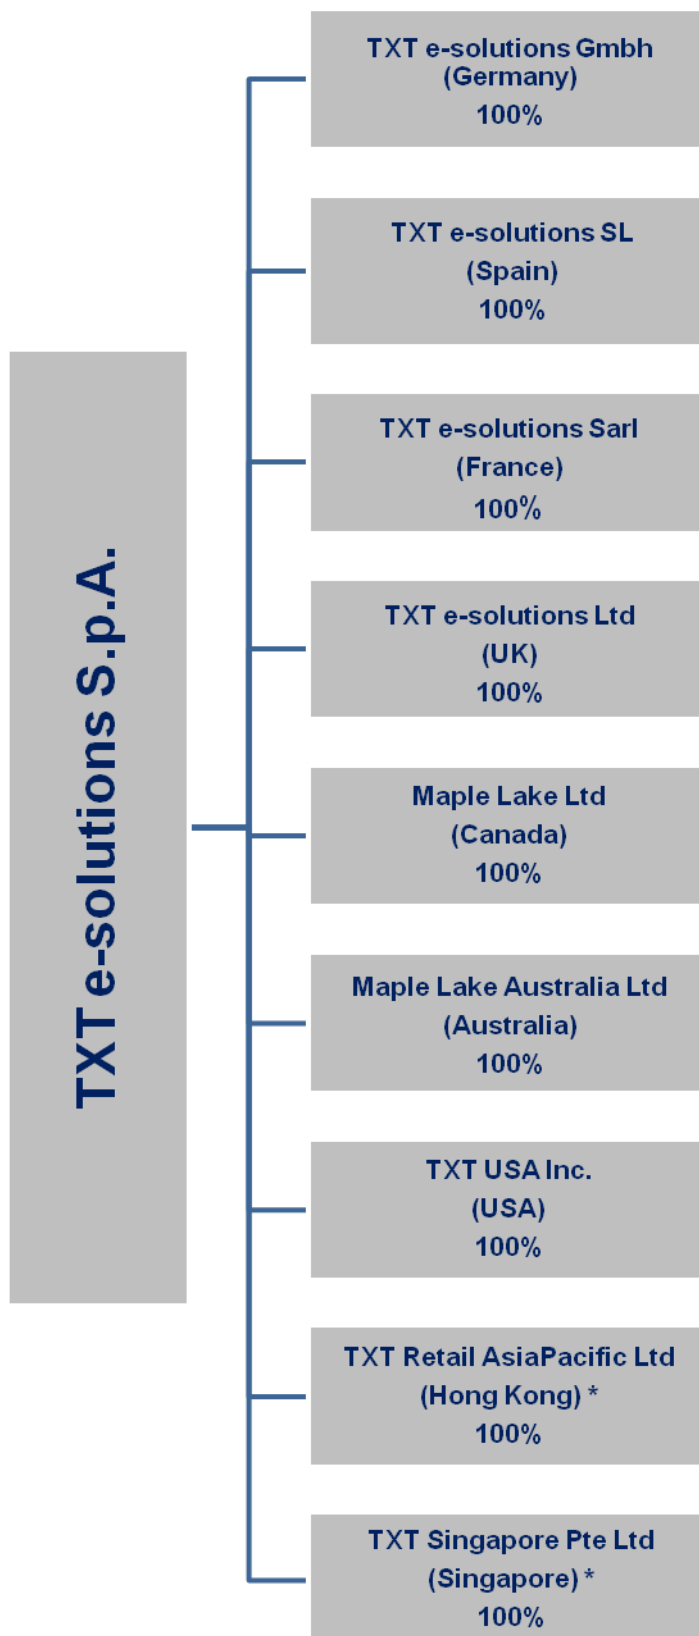 TXT e-solutions S.p.A.
TXT e-solutions Gmbh
(Germany)
100%
TXT e-solutions SL
(Spain)
100%
TXT e-solutions Sarl
(France)
100%
TXT e-solutions Ltd
(UK)
100%
Maple Lake Ltd
(Canada)
100%
Maple Lake Australia Ltd
(Australia)
100%
TXT USA Inc.
(USA)
100%
TXT Retail AsiaPacific Ltd
(Hong Kong) *
100%
TXT Singapore Pte Ltd
(Singapore) *
100%